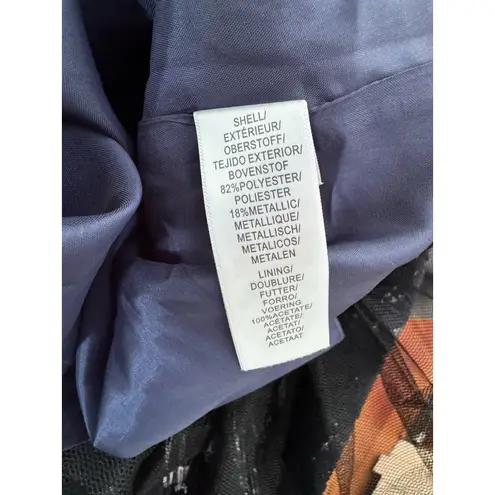 SHELL/
EXTÉRIEUR/
OBERSTOFF/
TEJIDO EXTERIOR/
BOVENSTOF
82%POLYESTER/
POLIESTER
18%METALLIC/
METALLIQUE/
METALLISCH/
METALICOS/
METALEN
LINING/
DOUBLURE/
FUTTER/
FORRO/
VOERING
100%ACETATE/
ACÉTATE/
ACETAT/
ACETATO/
ACETAAT